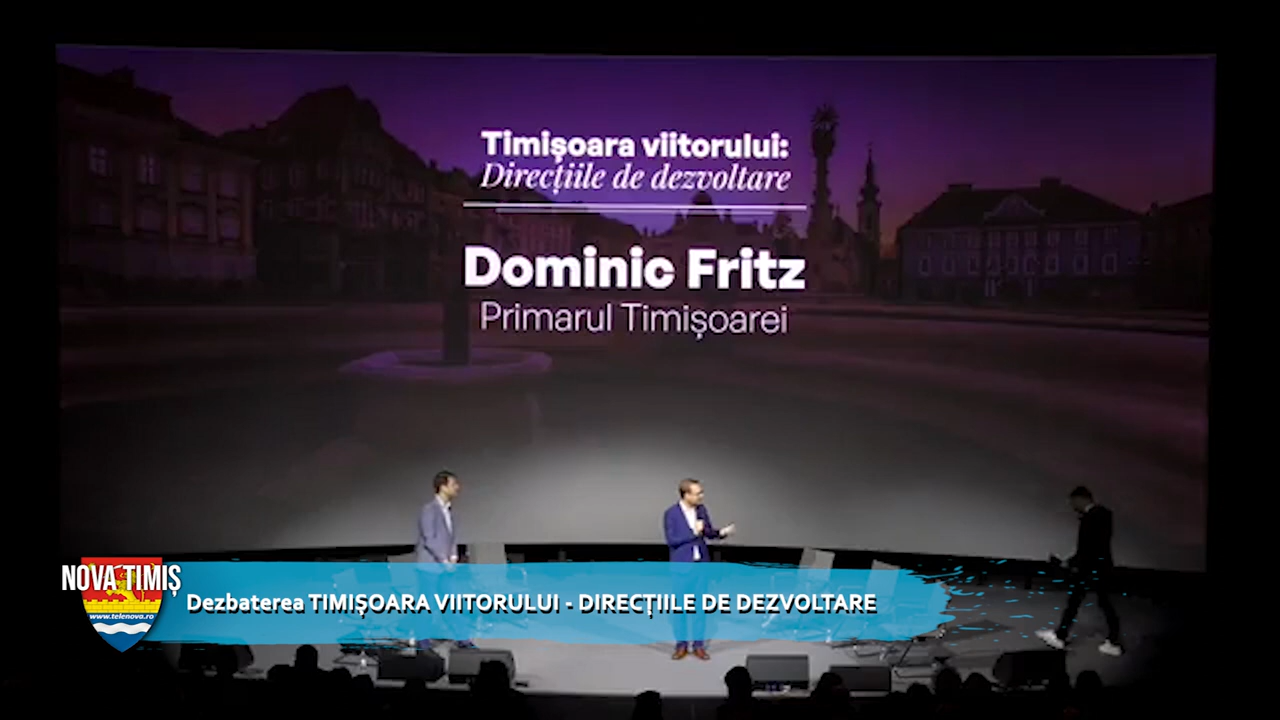 Timișoara viitorului:
Direcțiile de dezvoltare
Dominic Fritz
Primarul Timișoarei
NOVA TIMIȘ
www.telenova.ro
Dezbaterea TIMIȘOARA VIITORULUI - DIRECȚIILE DE DEZVOLTARE